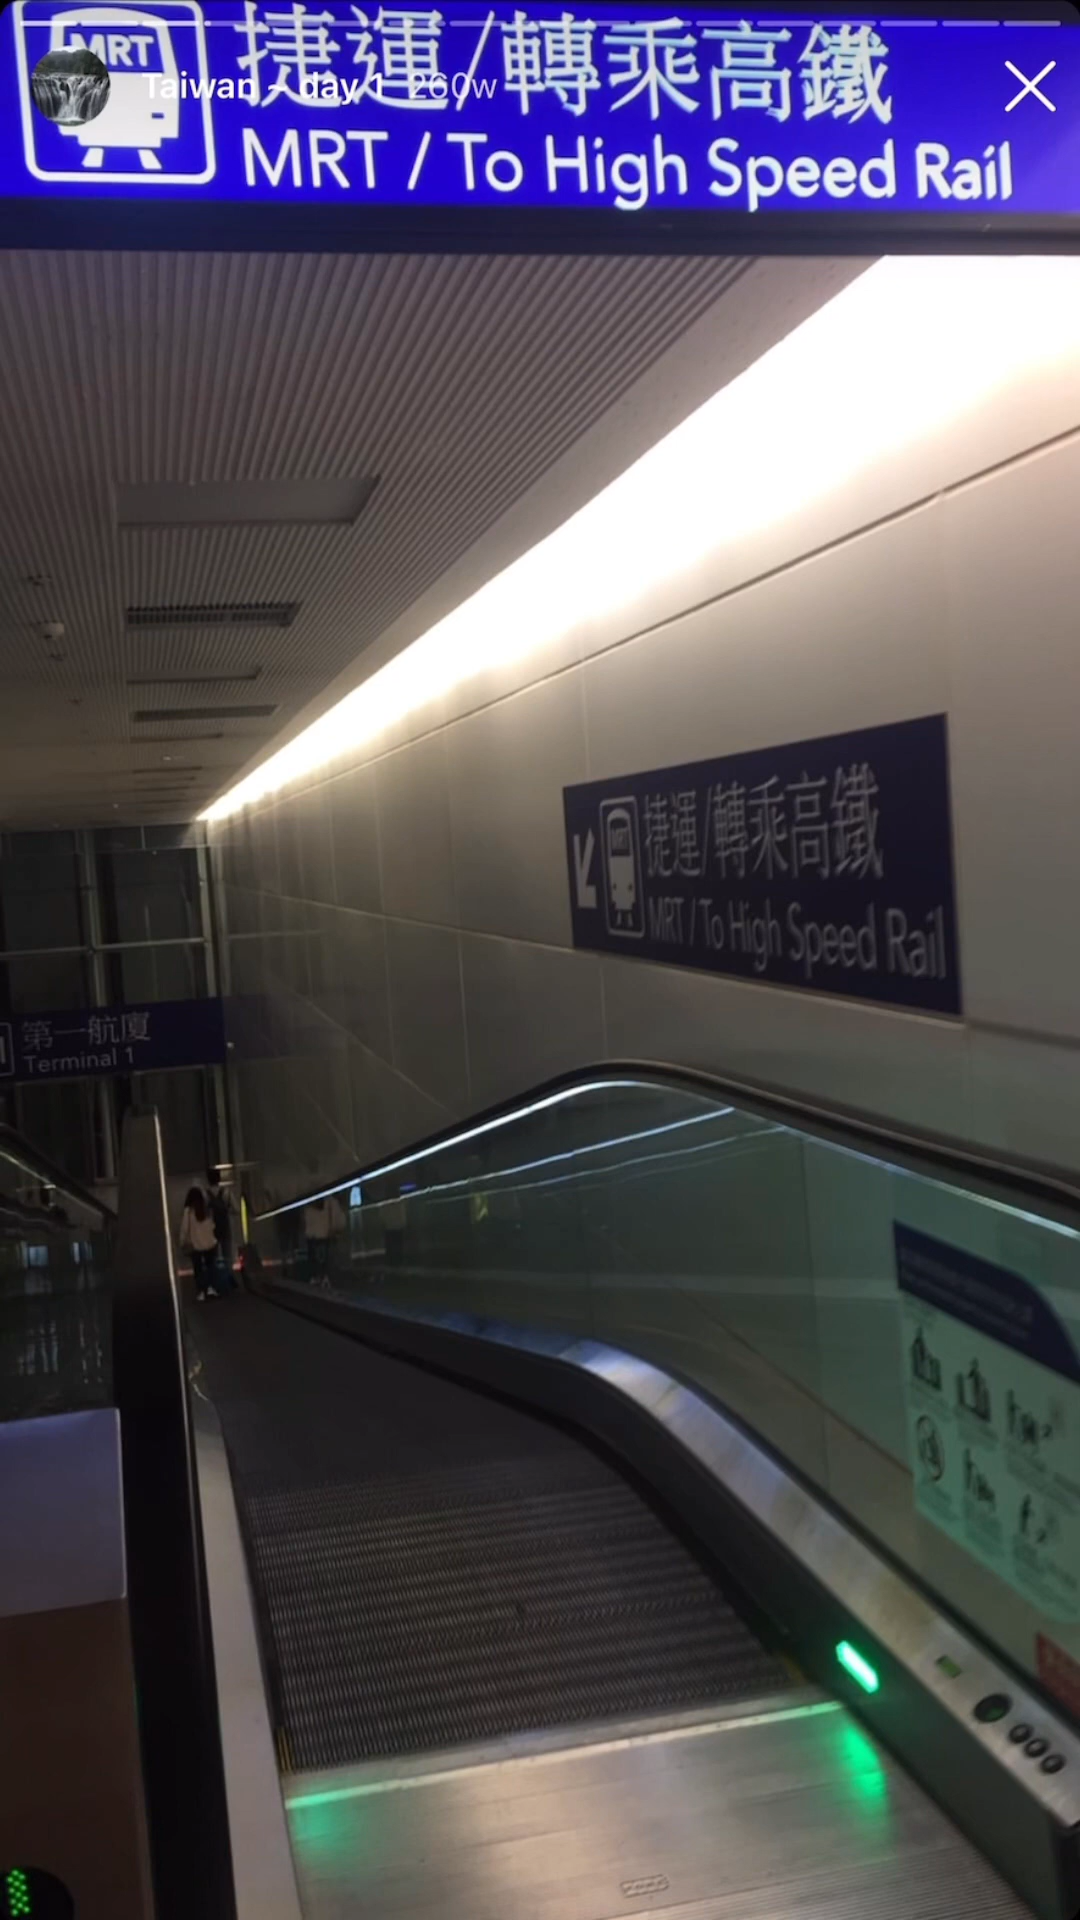 捷運/轉乘高鐵
MRT
Taiwan ~ day 1 260w
MRT / To High Speed Rail
捷運/轉乘高鐵
MRT / To High Speed Rail
第一航廈
Terminal 1